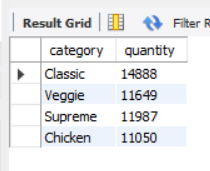 Result Grid Filter R
category quantity
Classic 14888
Veggie 11649
Supreme 11987
Chicken 11050